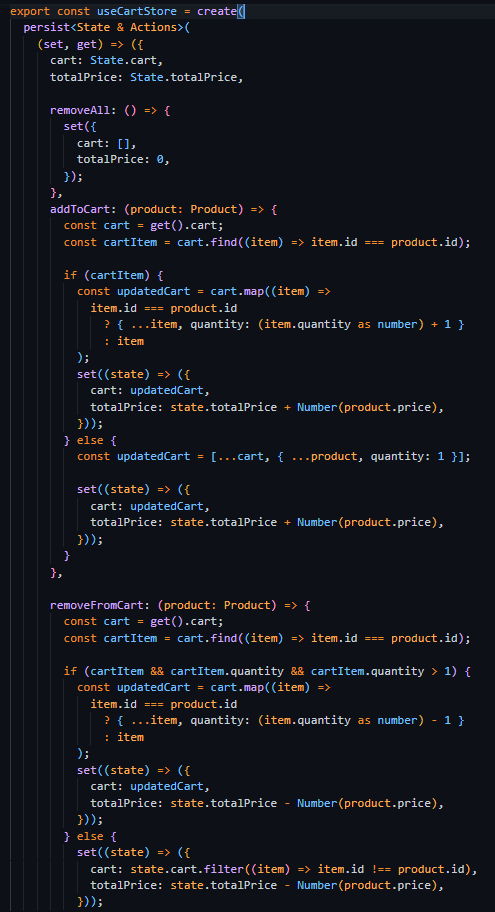 export const useCartStore = create(
  persist<State & Actions>(
    (set, get) => ({
      cart: State.cart,
      totalPrice: State.totalPrice,

      removeAll: () => {
        set({
          cart: [],
          totalPrice: 0,
        });
      },
      addToCart: (product: Product) => {
        const cart = get().cart;
        const cartItem = cart.find((item) => item.id === product.id);

        if (cartItem) {
          const updatedCart = cart.map((item) =>
            item.id === product.id
              ? { ...item, quantity: (item.quantity as number) + 1 }
              : item
          );
          set((state) => ({
            cart: updatedCart,
            totalPrice: state.totalPrice + Number(product.price),
          }));
        } else {
          const updatedCart = [...cart, { ...product, quantity: 1 }];

          set((state) => ({
            cart: updatedCart,
            totalPrice: state.totalPrice + Number(product.price),
          }));
        }
      },

      removeFromCart: (product: Product) => {
        const cart = get().cart;
        const cartItem = cart.find((item) => item.id === product.id);

        if (cartItem && cartItem.quantity && cartItem.quantity > 1) {
          const updatedCart = cart.map((item) =>
            item.id === product.id
              ? { ...item, quantity: (item.quantity as number) - 1 }
              : item
          );
          set((state) => ({
            cart: updatedCart,
            totalPrice: state.totalPrice - Number(product.price),
          }));
        } else {
          set((state) => ({
            cart: state.cart.filter((item) => item.id !== product.id),
            totalPrice: state.totalPrice - Number(product.price),
          }));